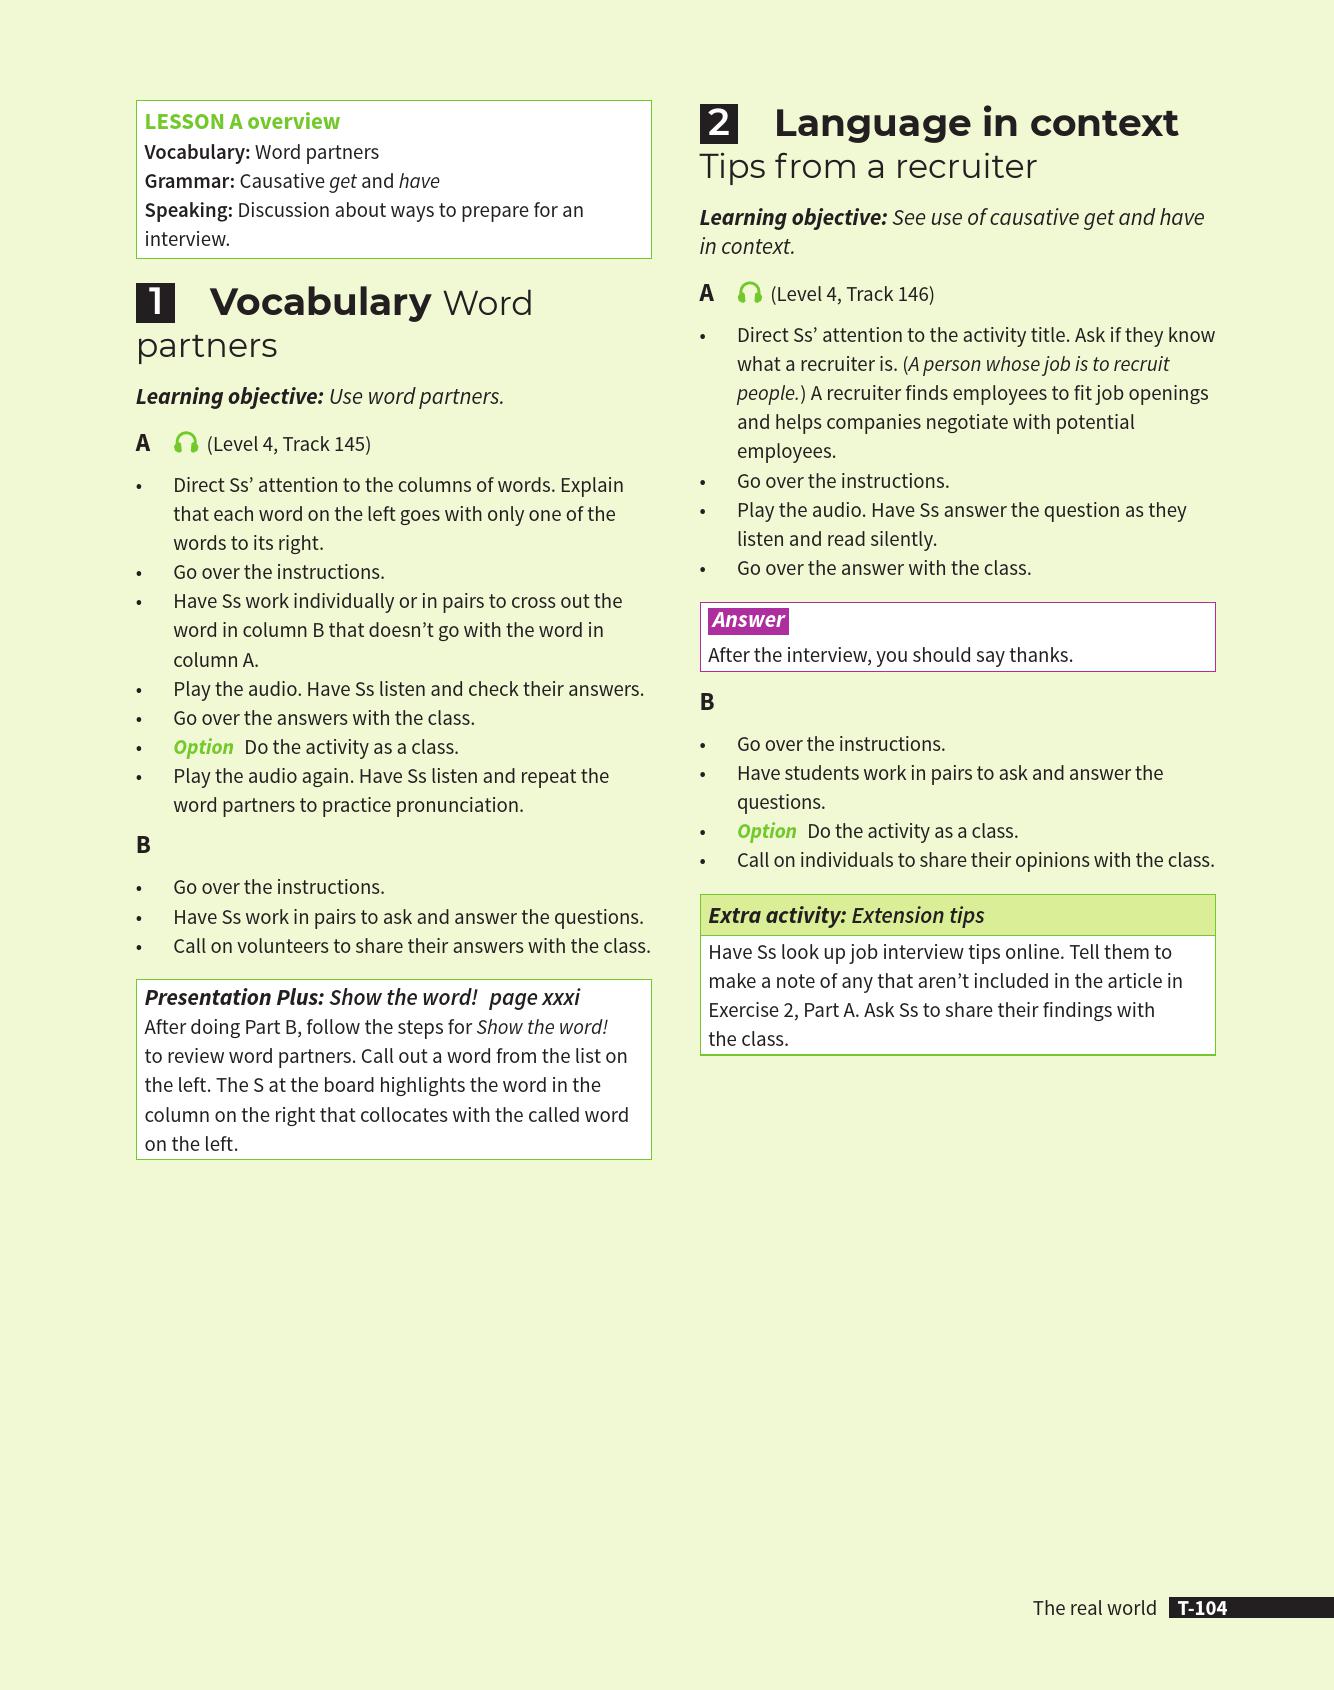 LESSON A overview
Vocabulary: Word partners
Grammar: Causative get and have
Speaking: Discussion about ways to prepare for an
interview.
1 Vocabulary Word
partners
Learning objective: Use word partners.
A (Level 4, Track 145)
• Direct Ss’ attention to the columns of words. Explain
that each word on the left goes with only one of the
words to its right.
• Go over the instructions.
• Have Ss work individually or in pairs to cross out the
word in column B that doesn’t go with the word in
column A.
• Play the audio. Have Ss listen and check their answers.
• Go over the answers with the class.
• Option Do the activity as a class.
• Play the audio again. Have Ss listen and repeat the
word partners to practice pronunciation.
B
• Go over the instructions.
• Have Ss work in pairs to ask and answer the questions.
• Call on volunteers to share their answers with the class.
Presentation Plus: Show the word! page xxxi
After doing Part B, follow the steps for Show the word!
to review word partners. Call out a word from the list on
the left. The S at the board highlights the word in the
column on the right that collocates with the called word
on the left.
2 Language in context
Tips from a recruiter
Learning objective: See use of causative get and have
in context.
A (Level 4, Track 146)
• Direct Ss’ attention to the activity title. Ask if they know
what a recruiter is. (A person whose job is to recruit
people.) A recruiter finds employees to fit job openings
and helps companies negotiate with potential
employees.
• Go over the instructions.
• Play the audio. Have Ss answer the question as they
listen and read silently.
• Go over the answer with the class.
Answer
After the interview, you should say thanks.
B
• Go over the instructions.
• Have students work in pairs to ask and answer the
questions.
• Option Do the activity as a class.
• Call on individuals to share their opinions with the class.
Extra activity: Extension tips
Have Ss look up job interview tips online. Tell them to
make a note of any that aren’t included in the article in
Exercise 2, Part A. Ask Ss to share their findings with
the class.
The real world T-104